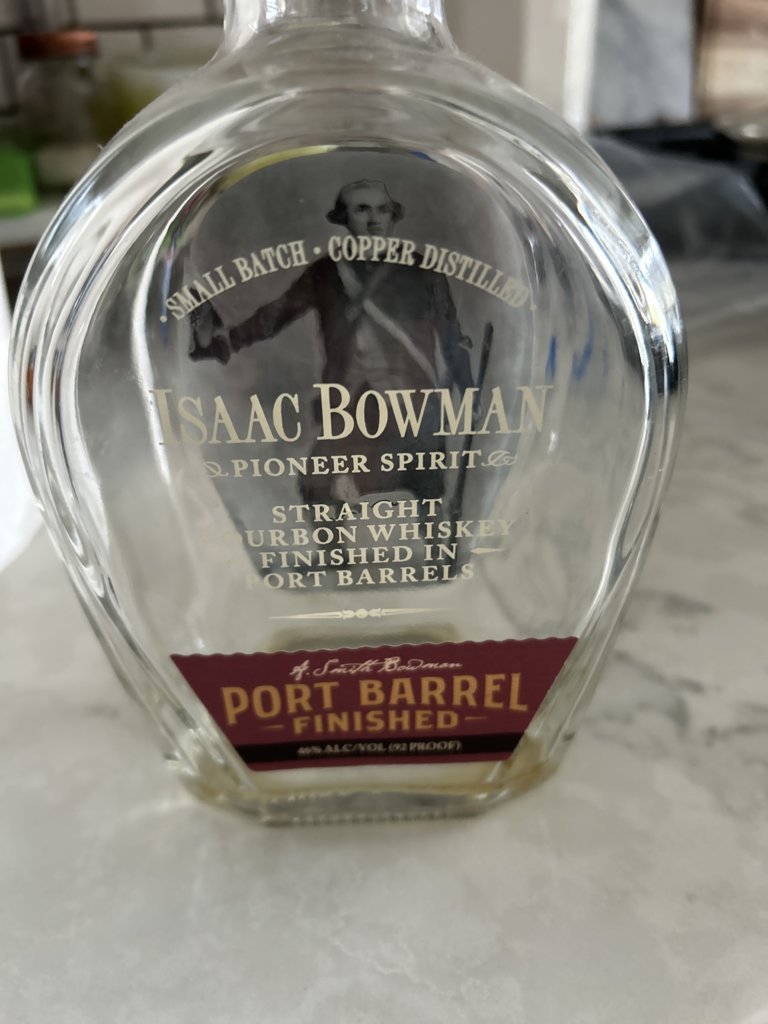 SMALL BATCH · COPPER DISTILLED
ISAAC BOWMAN
PIONEER SPIRIT
STRAIGHT
BOURBON WHISKEY
FINISHED IN
PORT BARRELS
A. Smith Bowman
PORT BARREL
FINISHED
46% ALC/VOL (92 PROOF)